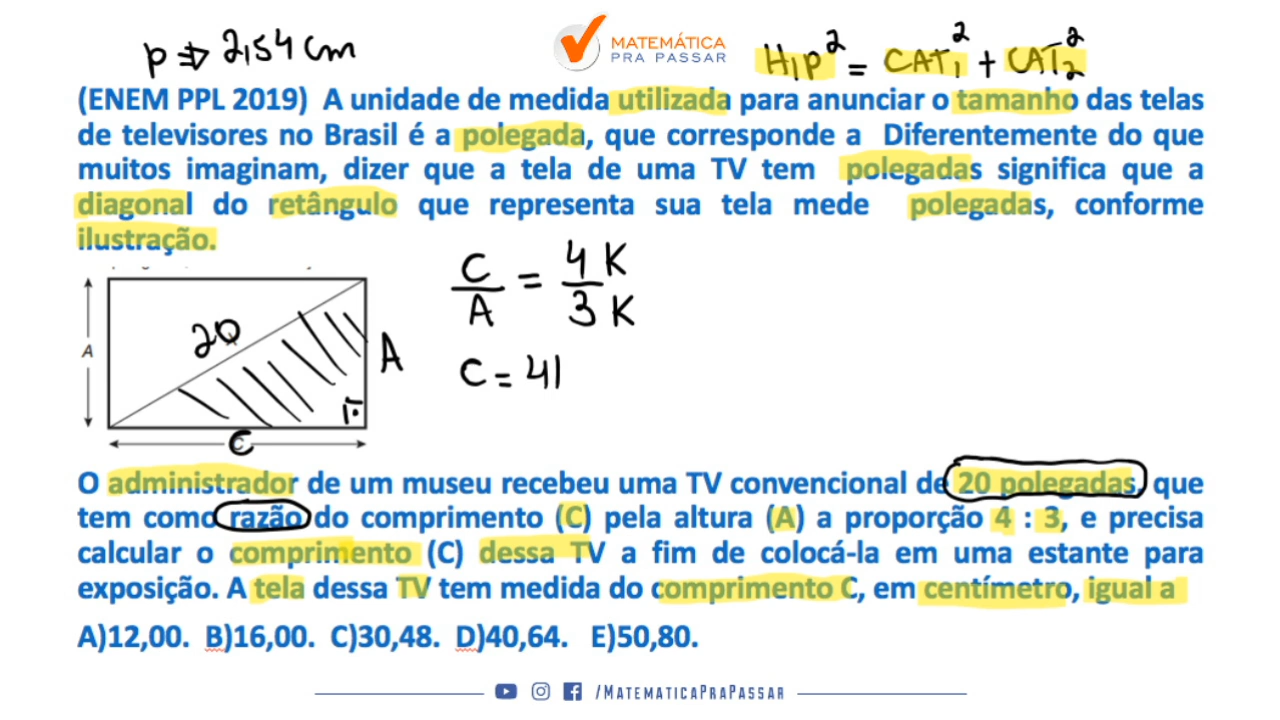 p ⇒ 2,54 cm
MATEMÁTICA
PRA PASSAR
HIP² = CAT₁² + CAT₂²
(ENEM PPL 2019) A unidade de medida utilizada para anunciar o tamanho das telas
de televisores no Brasil é a polegada, que corresponde a Diferentemente do que
muitos imaginam, dizer que a tela de uma TV tem polegadas significa que a
diagonal do retângulo que representa sua tela mede polegadas, conforme
ilustração.
C/A = 4K/3K
20
A
A
C = 4
C
O administrador de um museu recebeu uma TV convencional de 20 polegadas, que
tem como razão do comprimento (C) pela altura (A) a proporção 4 : 3, e precisa
calcular o comprimento (C) dessa TV a fim de colocá-la em uma estante para
exposição. A tela dessa TV tem medida do comprimento C, em centímetro, igual a
A)12,00. B)16,00. C)30,48. D)40,64. E)50,80.
/MatematicaPraPassar